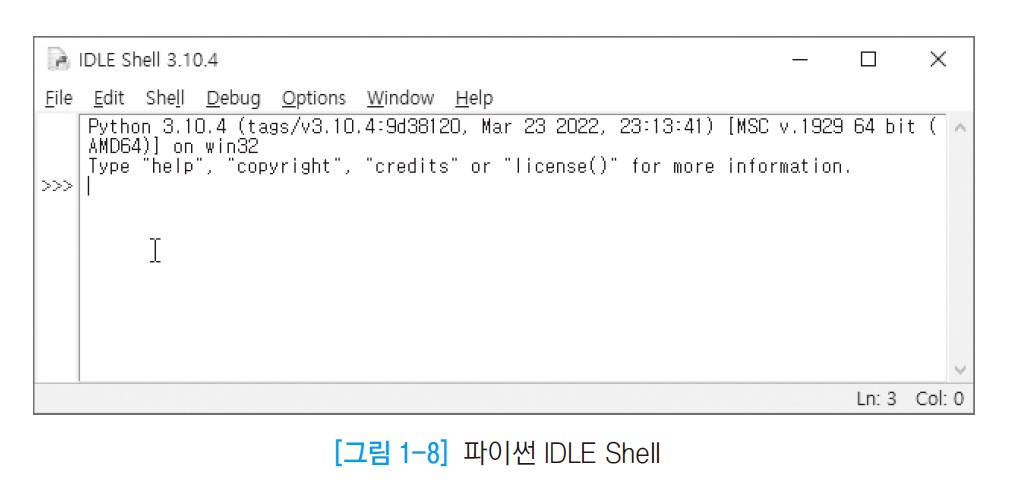 IDLE Shell 3.10.4
File Edit Shell Debug Options Window Help
Python 3.10.4 (tags/v3.10.4:9d38120, Mar 23 2022, 23:13:41) [MSC v.1929 64 bit (
AMD64)] on win32
Type "help", "copyright", "credits" or "license()" for more information.
>>>
Ln: 3 Col: 0
[그림 1-8] 파이썬 IDLE Shell